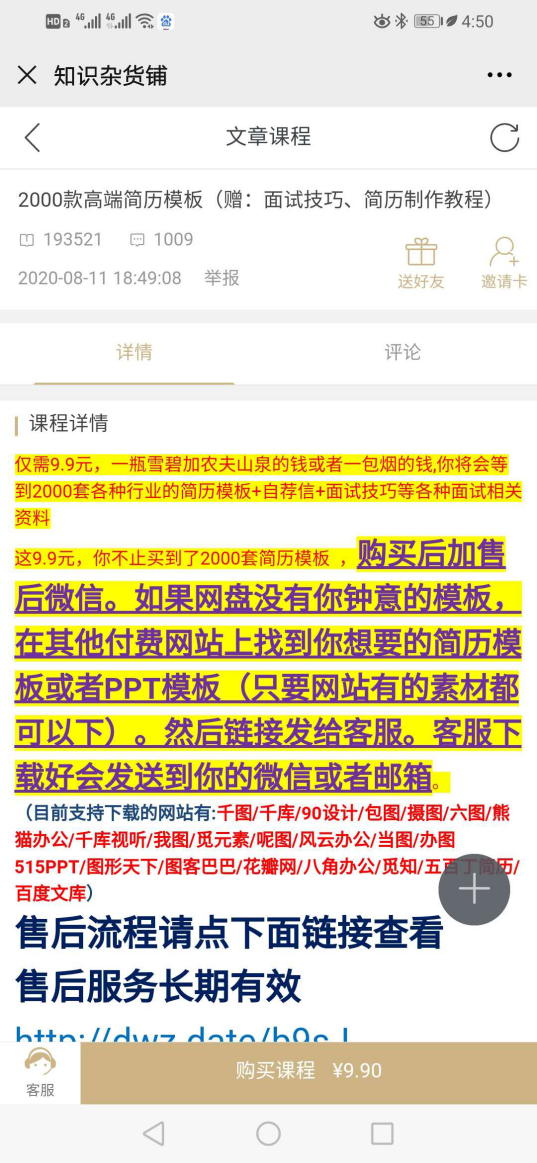 HD 2 4G 4G 55 4:50
知识杂货铺
文章课程
2000款高端简历模板（赠：面试技巧、简历制作教程）
193521 1009
2020-08-11 18:49:08 举报
送好友 邀请卡
详情 评论
课程详情
仅需9.9元，一瓶雪碧加农夫山泉的钱或者一包烟的钱,你将会等
到2000套各种行业的简历模板+自荐信+面试技巧等各种面试相关
资料
这9.9元，你不止买到了2000套简历模板 ，购买后加售
后微信。如果网盘没有你钟意的模板，
在其他付费网站上找到你想要的简历模
板或者PPT模板（只要网站有的素材都
可以下）。然后链接发给客服。客服下
载好会发送到你的微信或者邮箱。
（目前支持下载的网站有:千图/千库/90设计/包图/摄图/六图/熊
猫办公/千库视听/我图/觅元素/呢图/风云办公/当图/办图
515PPT/图形天下/图客巴巴/花瓣网/八角办公/觅知/五百丁简历/
百度文库）
售后流程请点下面链接查看
售后服务长期有效
http://dwz.date/b9sJ
客服 购买课程 ¥9.90